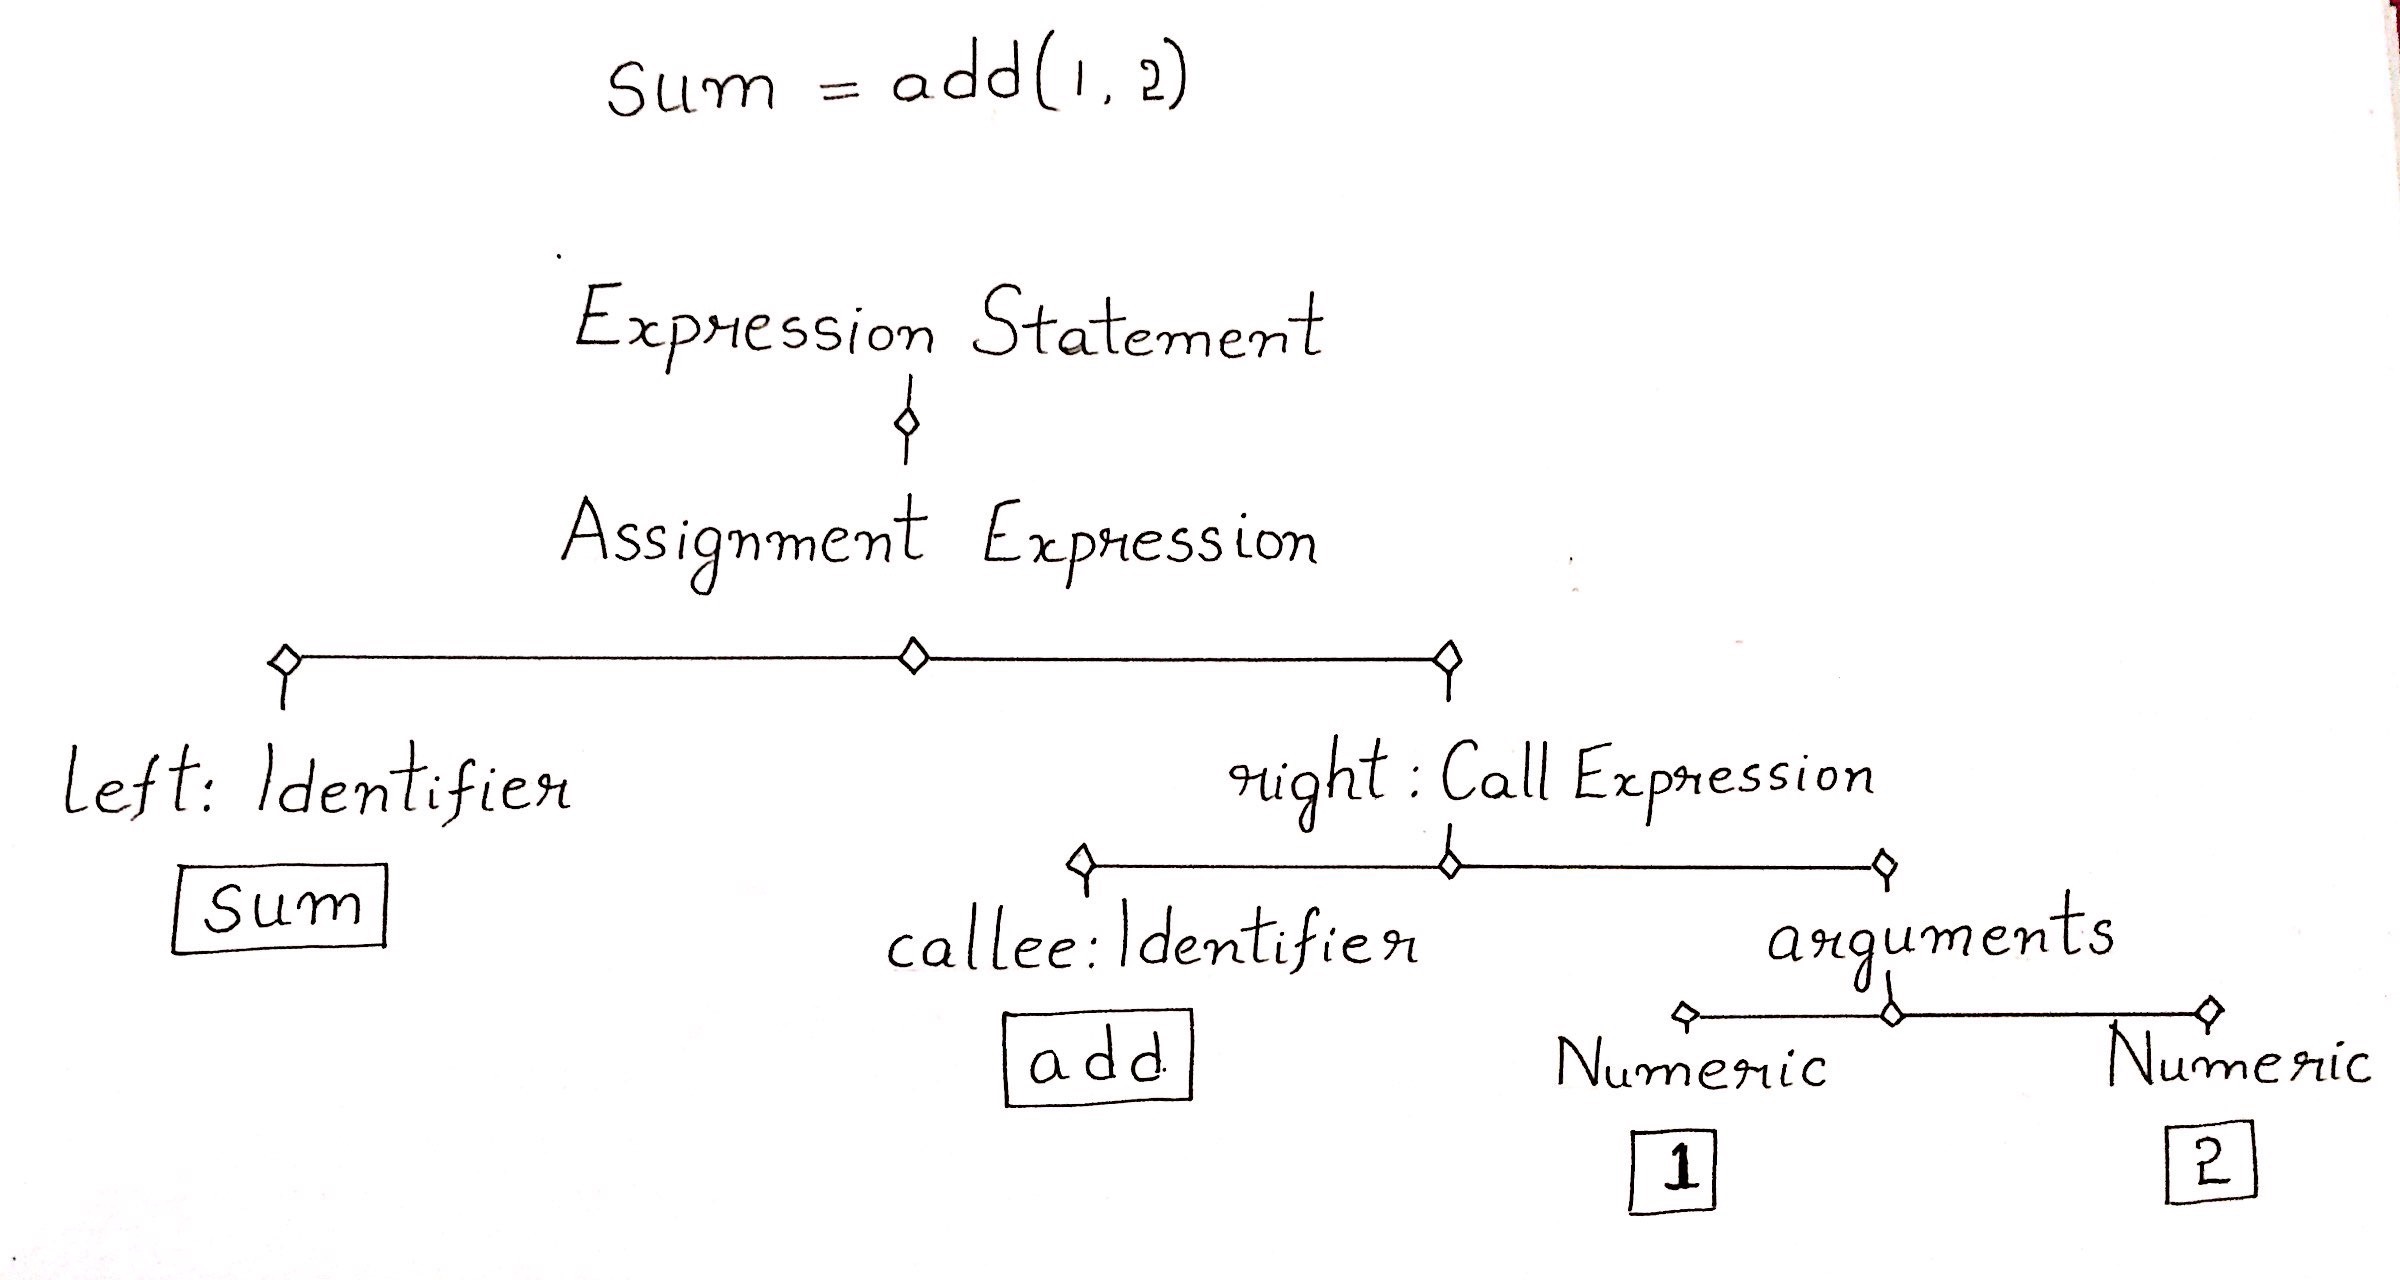 sum = add(1, 2)
Expression Statement
Assignment Expression
left: Identifier
right: Call Expression
sum
callee: Identifier
arguments
add
Numeric
Numeric
1
2